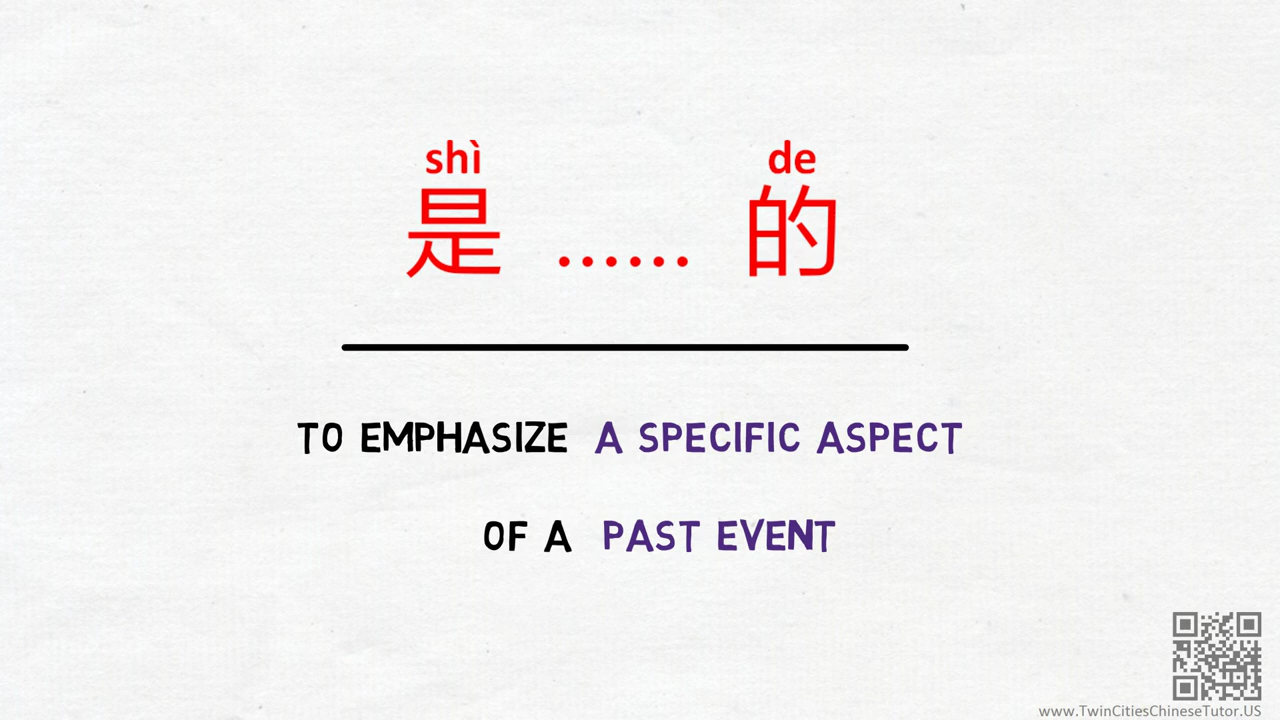 shì de
是 ...... 的
TO EMPHASIZE A SPECIFIC ASPECT
OF A PAST EVENT
www.TwinCitiesChineseTutor.US